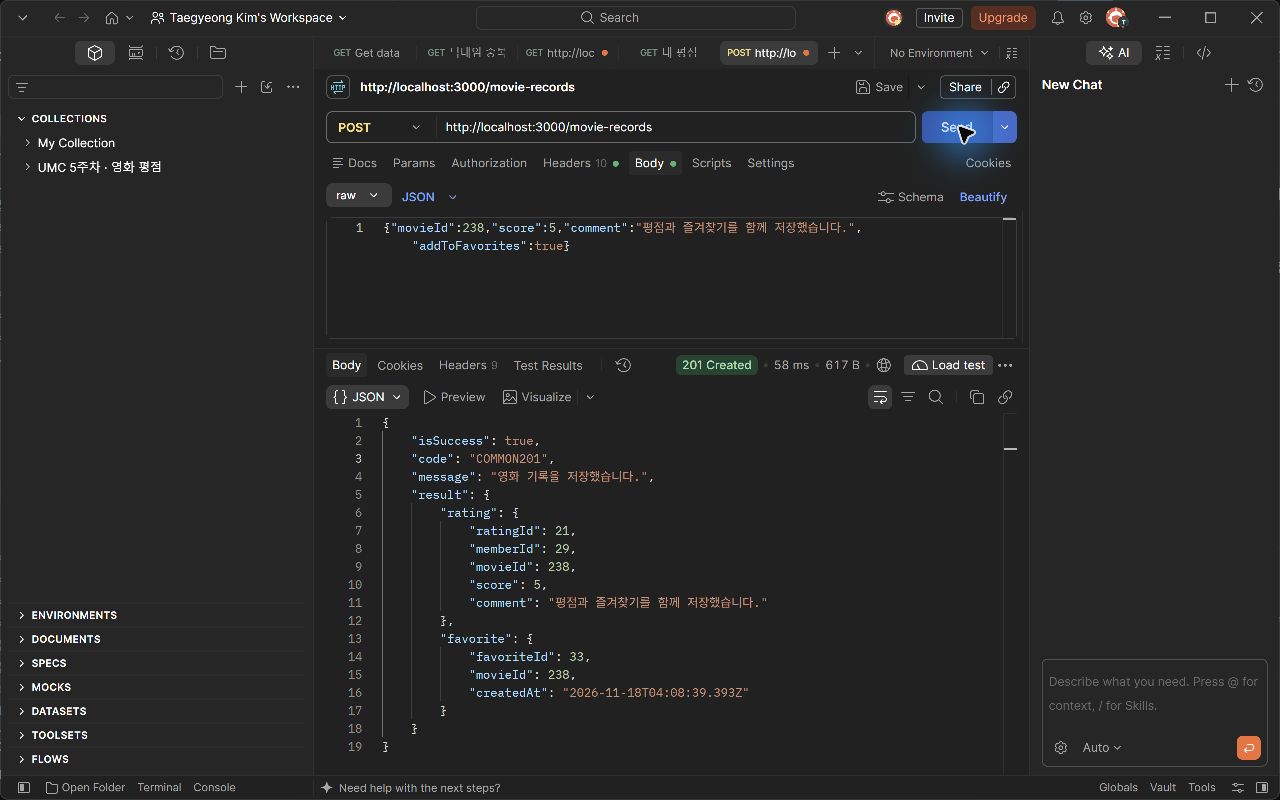 Taegyeong Kim's Workspace
Search
Invite
Upgrade
GET Get data
GET
GET http://loc
GET 내 평점
POST http://lo
No Environment
AI
HTTP http://localhost:3000/movie-records
Save
Share
New Chat
COLLECTIONS
My Collection
UMC 5주차 · 영화 평점
POST
http://localhost:3000/movie-records
Send
Docs
Params
Authorization
Headers 10
Body
Scripts
Settings
Cookies
raw
JSON
Schema
Beautify
1 {"movieId":238,"score":5,"comment":"평점과 즐겨찾기를 함께 저장했습니다.",
"addToFavorites":true}
Body
Cookies
Headers 9
Test Results
201 Created
58 ms
617 B
Load test
{} JSON
Preview
Visualize
1 {
2 "isSuccess": true,
3 "code": "COMMON201",
4 "message": "영화 기록을 저장했습니다.",
5 "result": {
6 "rating": {
7 "ratingId": 21,
8 "memberId": 29,
9 "movieId": 238,
10 "score": 5,
11 "comment": "평점과 즐겨찾기를 함께 저장했습니다."
12 },
13 "favorite": {
14 "favoriteId": 33,
15 "movieId": 238,
16 "createdAt": "2026-11-18T04:08:39.393Z"
17 }
18 }
19 }
ENVIRONMENTS
DOCUMENTS
SPECS
MOCKS
DATASETS
TOOLSETS
FLOWS
Describe what you need. Press @ for
context, / for Skills.
Auto
Open Folder
Terminal
Console
Need help with the next steps?
Globals
Vault
Tools